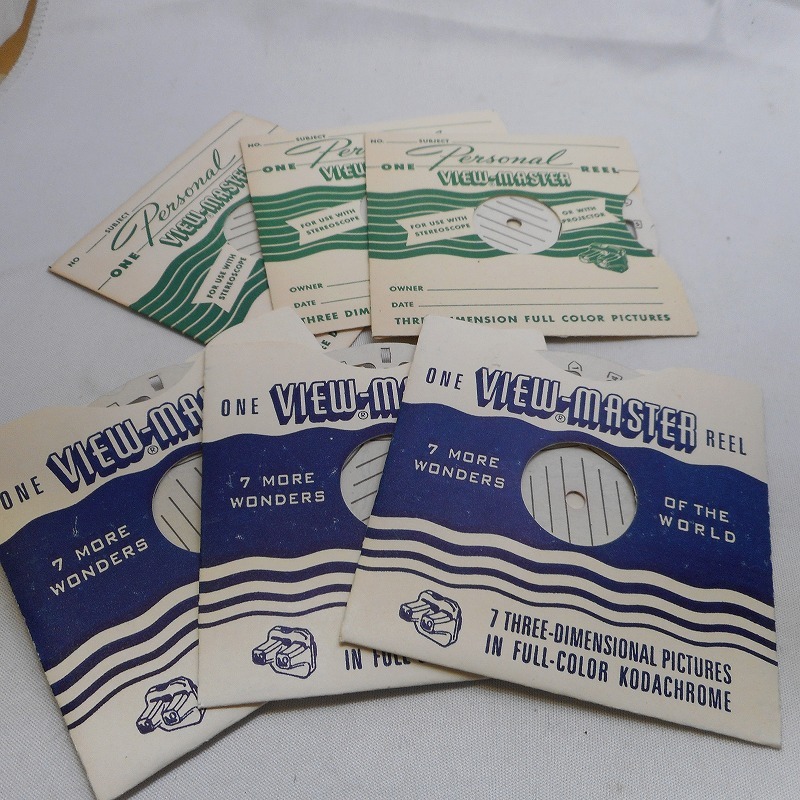 NO. SUBJECT
ONE Personal
VIEW-MASTER
FOR USE WITH
STEREOSCOPE
NO. SUBJECT
ONE Personal
VIEW
FOR USE WITH
STEREOSCOPE
OWNER
DATE
THREE DIM
NO. SUBJECT
ONE Personal REEL
VIEW-MASTER
FOR USE WITH
STEREOSCOPE
OR WITH
PROJECTOR
OWNER
DATE
THREE DIMENSION FULL COLOR PICTURES
ONE VIEW-MA
®
7 MORE
WONDERS
ONE VIEW-MA
®
7 MORE
WONDERS
IN FULL-C
ONE VIEW-MASTER REEL
®
7 MORE
WONDERS
OF THE
WORLD
7 THREE-DIMENSIONAL PICTURES
IN FULL-COLOR KODACHROME